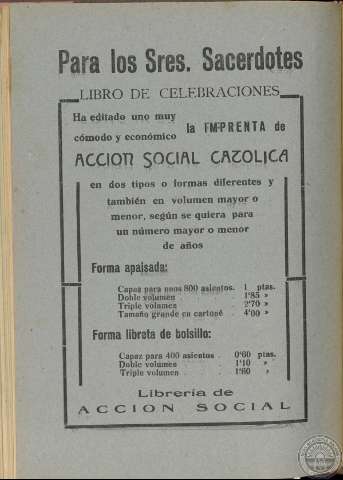 Para los Sres. Sacerdotes
LIBRO DE CELEBRACIONES
Ha editado uno muy
cómodo y económico
la IMPRENTA de
ACCION SOCIAL CATOLICA
en dos tipos o formas diferentes y
también en volumen mayor o
menor, según se quiera para
un número mayor o menor
de años
Forma apaisada:
Capaz para unos 800 asientos. 1 ptas.
Doble volumen . . 1'85 »
Triple volumen . 2'70 »
Tamaño grande en cartoné . 4'00 »
Forma libreta de bolsillo:
Capaz para 400 asientos . 0'60 ptas.
Doble volumen . . 1'10 »
Triple volumen . . 1'60 »
Librería de
ACCION SOCIAL